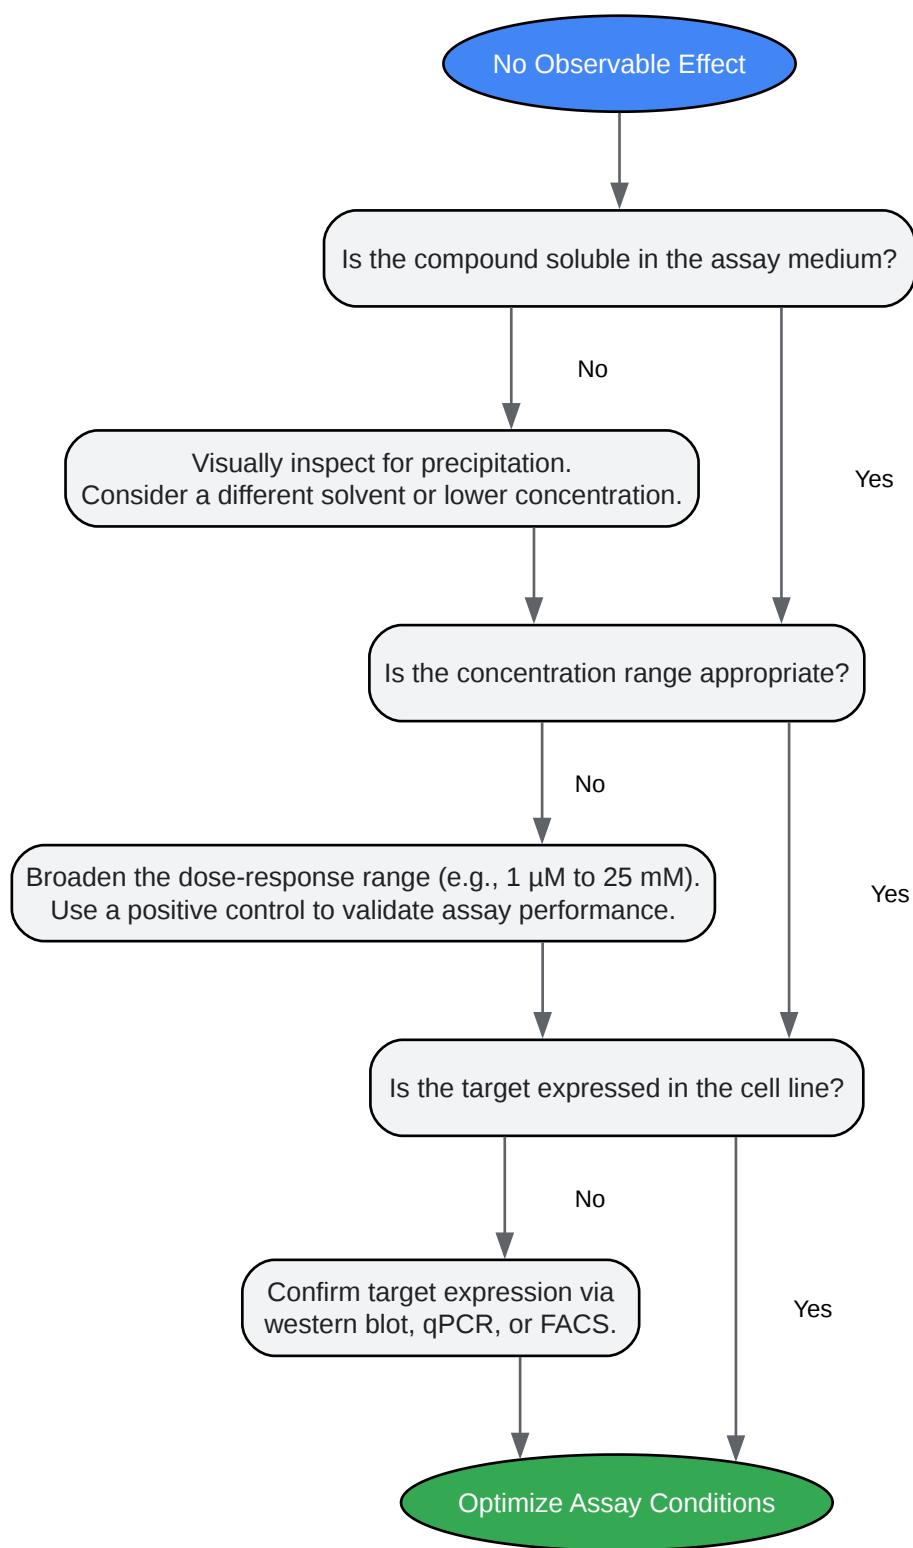 No Observable Effect
Is the compound soluble in the assay medium?
No
Visually inspect for precipitation.
Consider a different solvent or lower concentration.
Yes
Is the concentration range appropriate?
No
Broaden the dose-response range (e.g., 1 µM to 25 mM).
Use a positive control to validate assay performance.
Yes
Is the target expressed in the cell line?
No
Confirm target expression via
western blot, qPCR, or FACS.
Yes
Optimize Assay Conditions